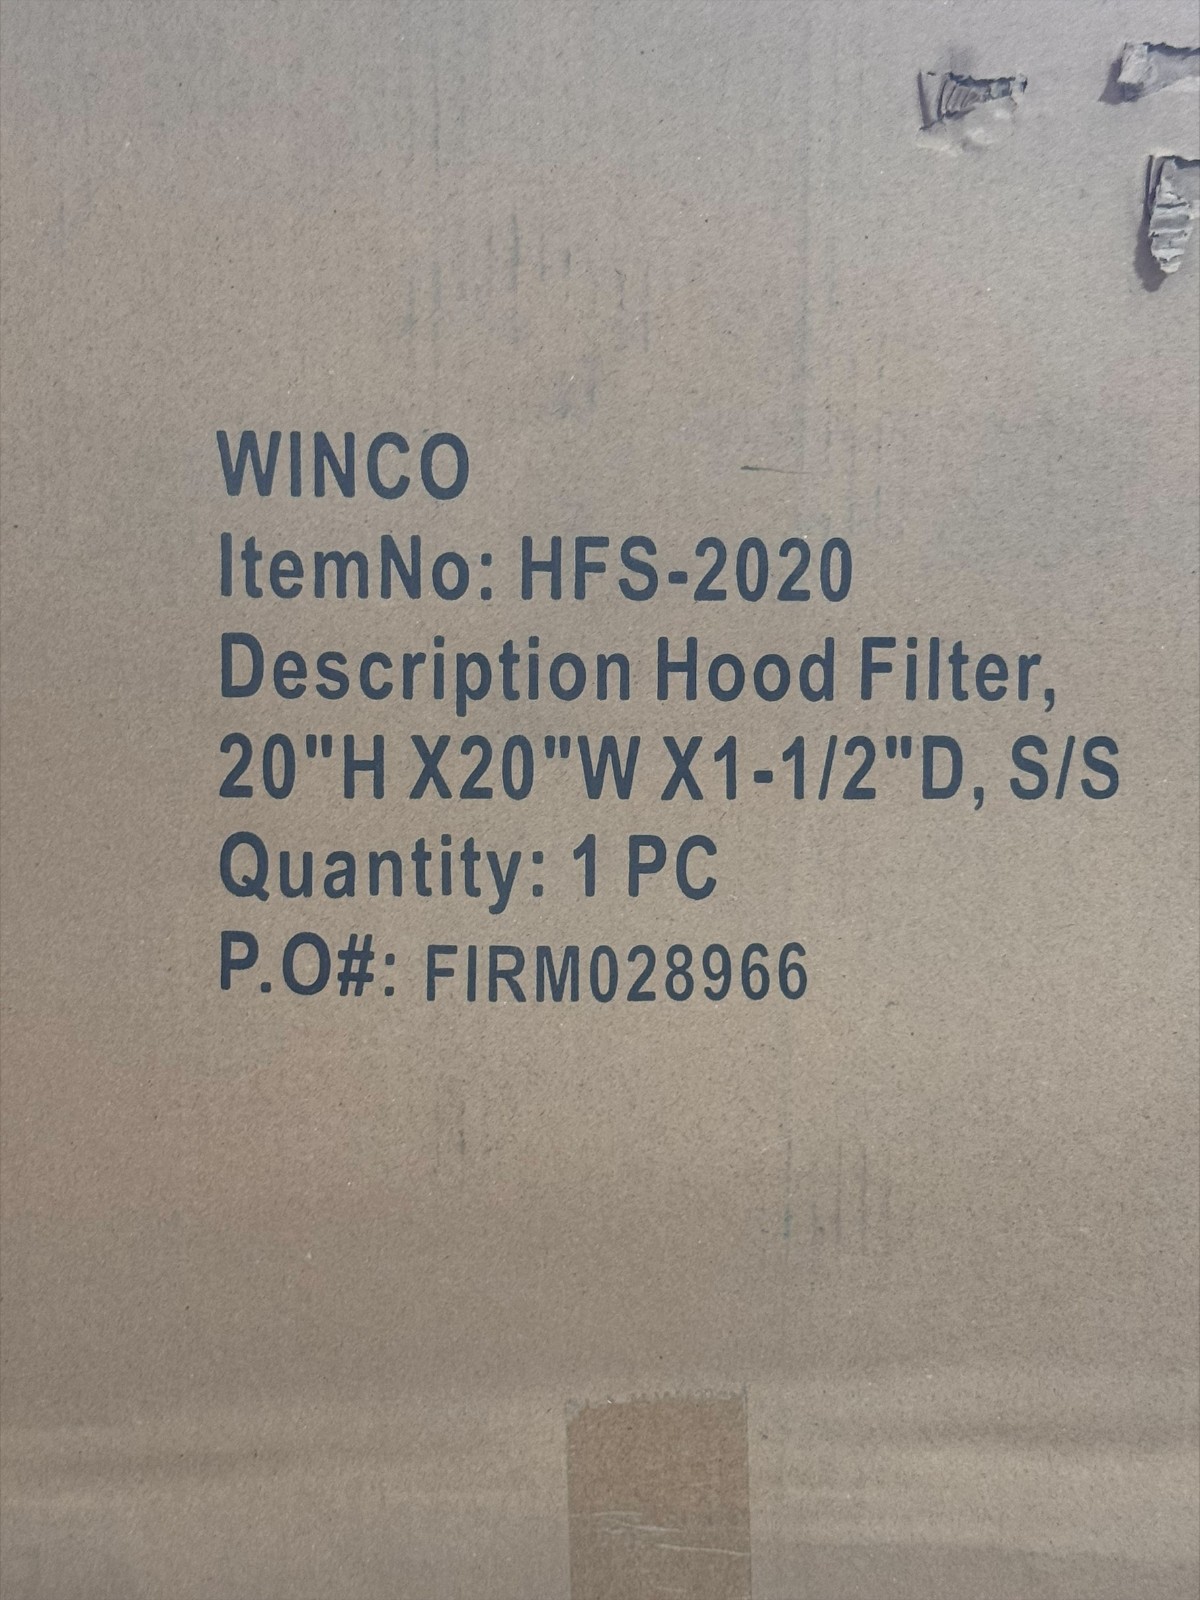 WINCO
ItemNo: HFS-2020
Description Hood Filter,
20"H X20"W X1-1/2"D, S/S
Quantity: 1 PC
P.O#: FIRM028966